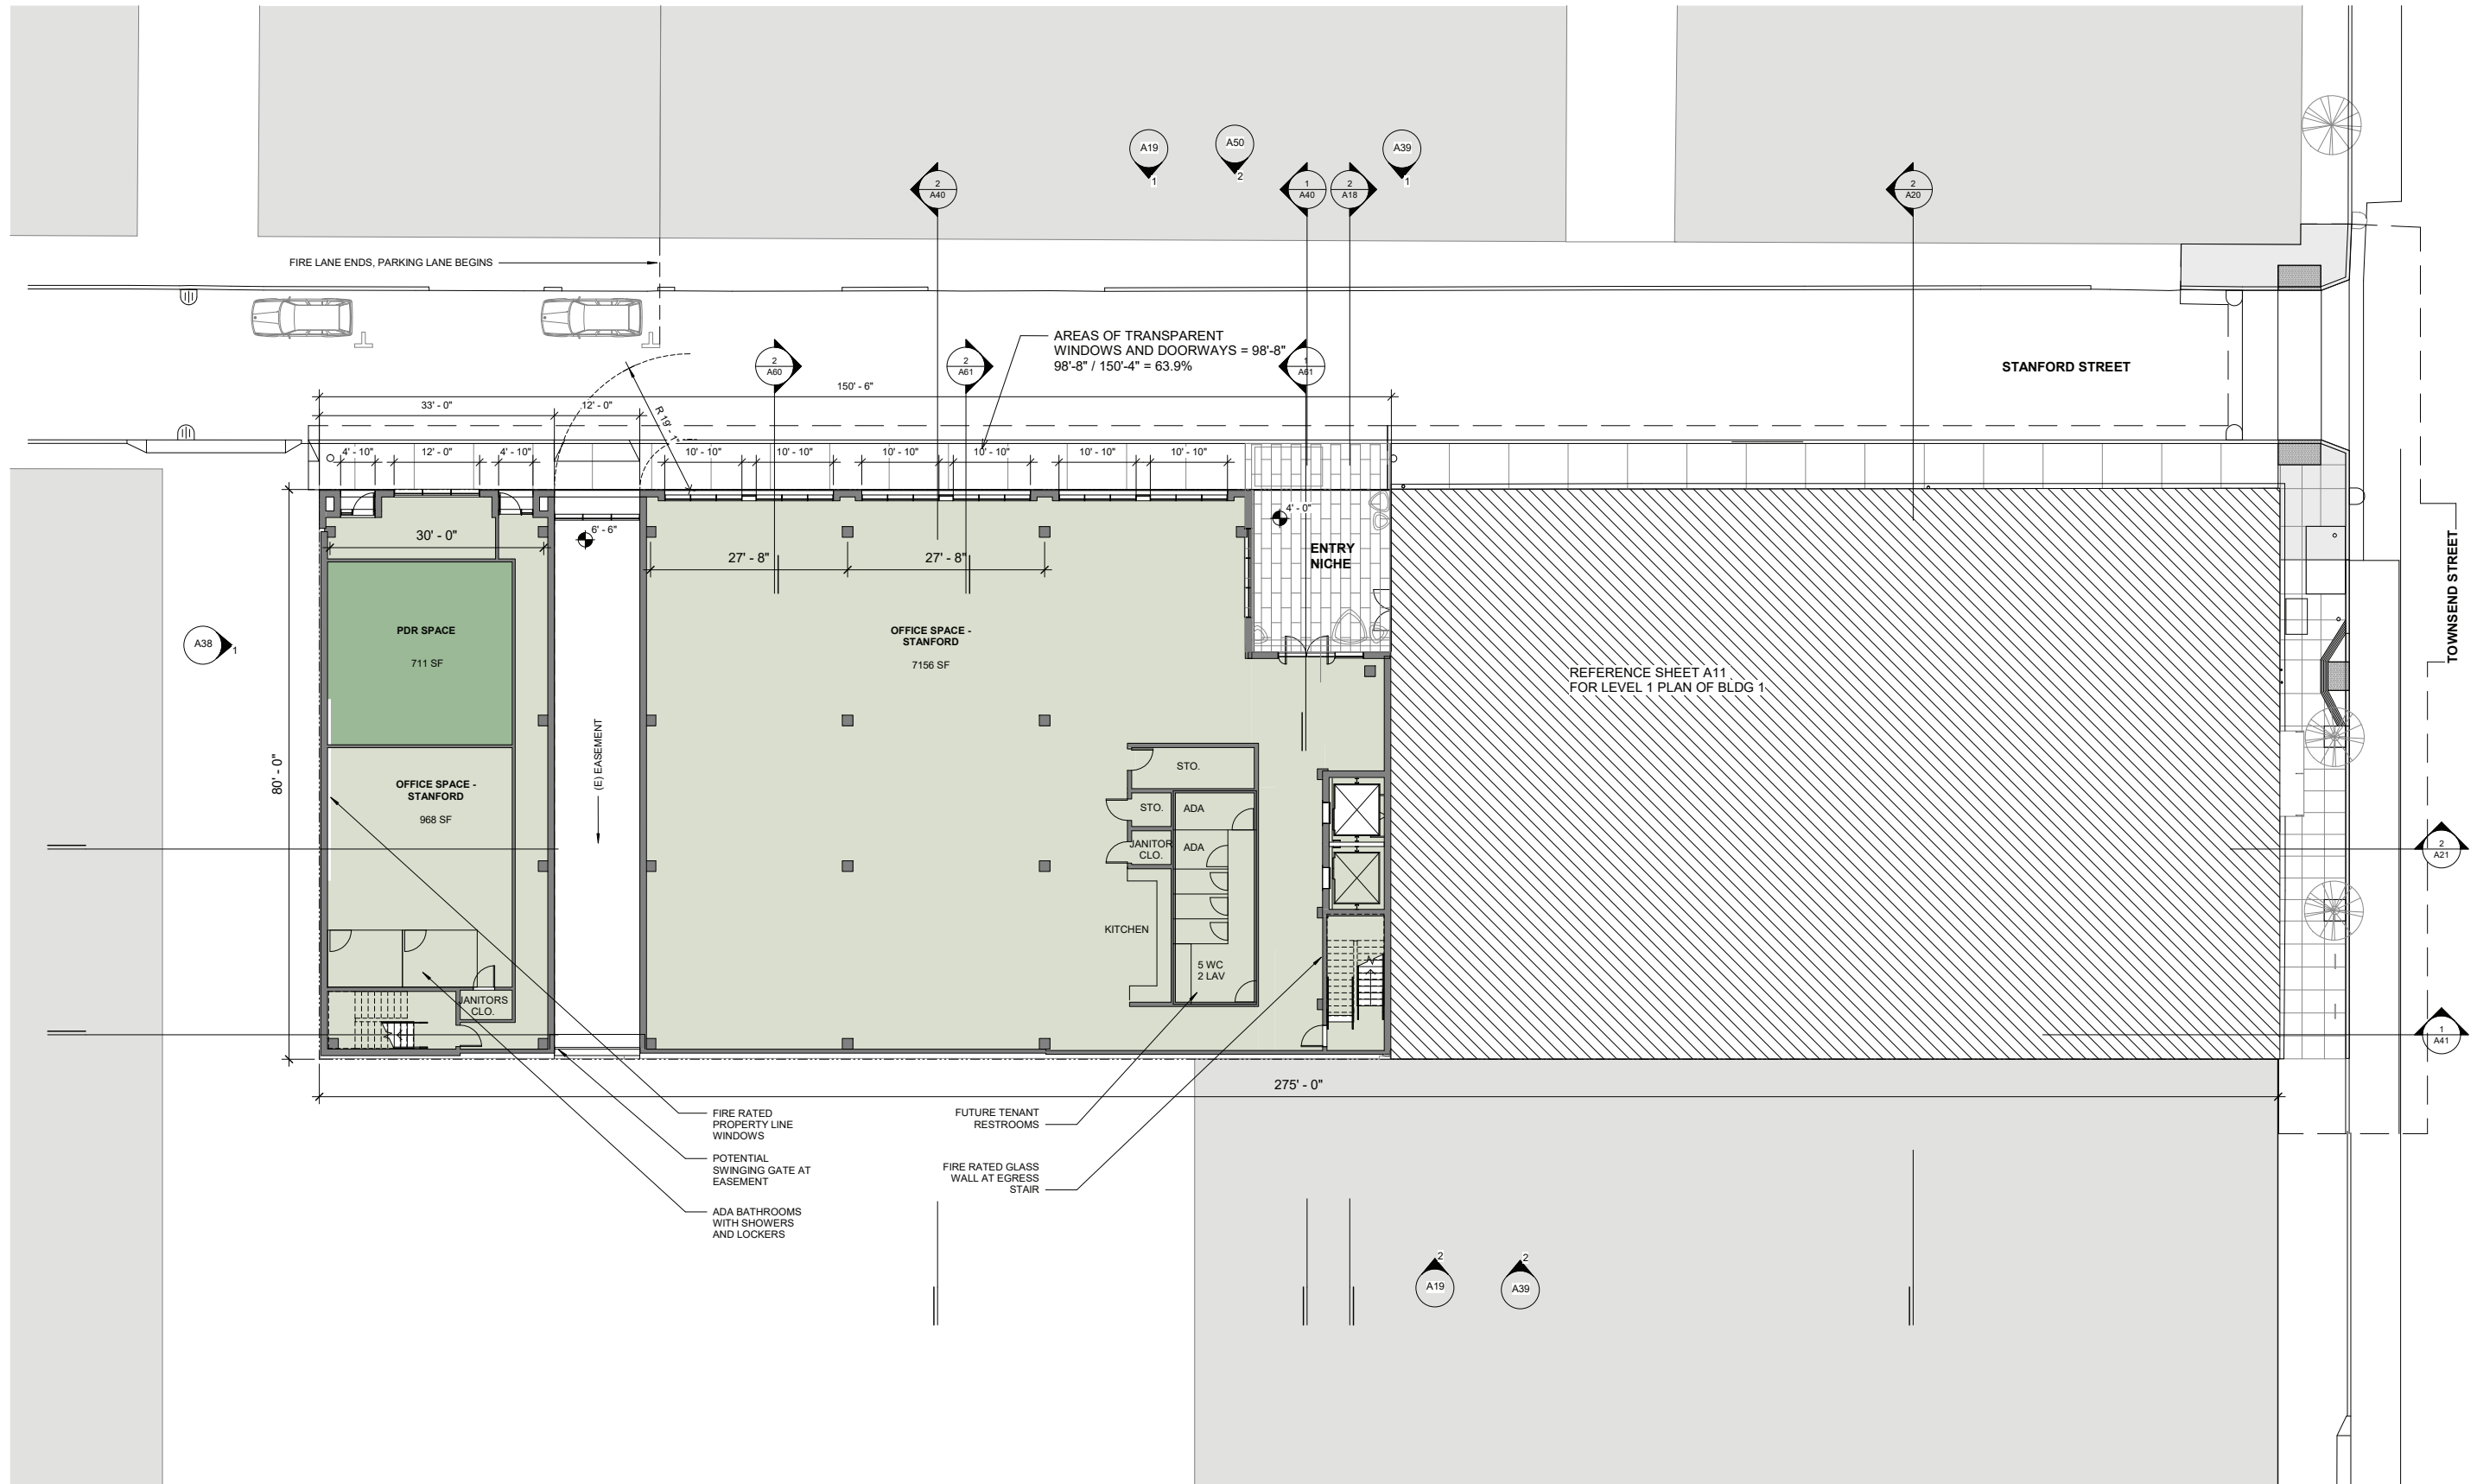 A19
1
A50
2
A39
1
2
A40
1
A40
2
A18
2
A20
FIRE LANE ENDS, PARKING LANE BEGINS
AREAS OF TRANSPARENT
WINDOWS AND DOORWAYS = 98'-8"
98'-8" / 150'-4" = 63.9%
2
A60
2
A61
1
A61
STANFORD STREET
150' - 6"
33' - 0"
12' - 0"
R 19' - 1
4' - 10"
12' - 0"
4' - 10"
10' - 10"
10' - 10"
10' - 10"
10' - 10"
10' - 10"
10' - 10"
30' - 0"
6' - 6"
4' - 0"
27' - 8"
27' - 8"
ENTRY
NICHE
TOWNSEND STREET
A38
1
PDR SPACE
711 SF
OFFICE SPACE -
STANFORD
7156 SF
REFERENCE SHEET A11
FOR LEVEL 1 PLAN OF BLDG 1
80' - 0"
(E) EASEMENT
OFFICE SPACE -
STANFORD
968 SF
STO.
STO.
ADA
JANITOR
CLO.
ADA
KITCHEN
5 WC
2 LAV
JANITORS
CLO.
2
A21
1
A41
275' - 0"
FIRE RATED
PROPERTY LINE
WINDOWS
POTENTIAL
SWINGING GATE AT
EASEMENT
ADA BATHROOMS
WITH SHOWERS
AND LOCKERS
FUTURE TENANT
RESTROOMS
FIRE RATED GLASS
WALL AT EGRESS
STAIR
2
A19
2
A39